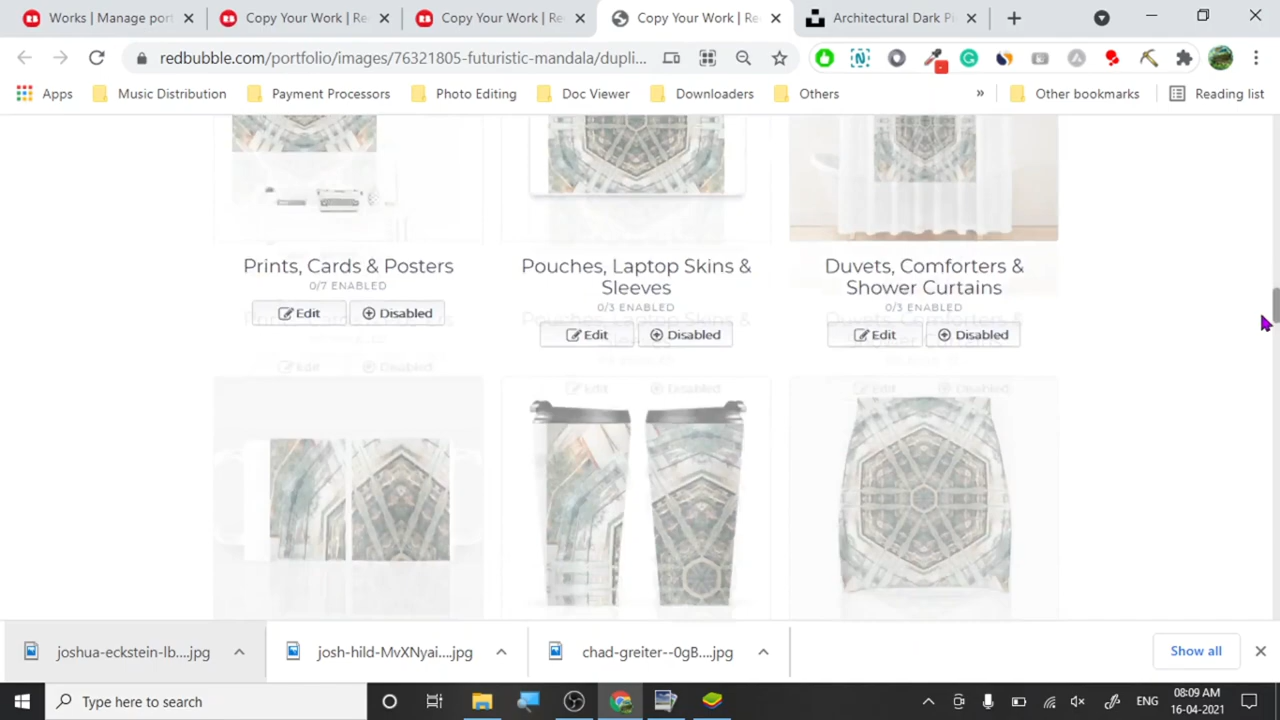 Works | Manage port
Copy Your Work | Re
Copy Your Work | Re
Copy Your Work | Re
Architectural Dark Pi
edbubble.com/portfolio/images/76321805-futuristic-mandala/dupli...
Apps
Music Distribution
Payment Processors
Photo Editing
Doc Viewer
Downloaders
Others
»
Other bookmarks
Reading list
Prints, Cards & Posters
0/7 ENABLED
Edit
Disabled
Pouches, Laptop Skins &
Sleeves
0/3 ENABLED
Edit
Disabled
Duvets, Comforters &
Shower Curtains
0/3 ENABLED
Edit
Disabled
joshua-eckstein-lb....jpg
josh-hild-MvXNyai....jpg
chad-greiter--0gB....jpg
Show all
Type here to search
ENG
08:09 AM
16-04-2021